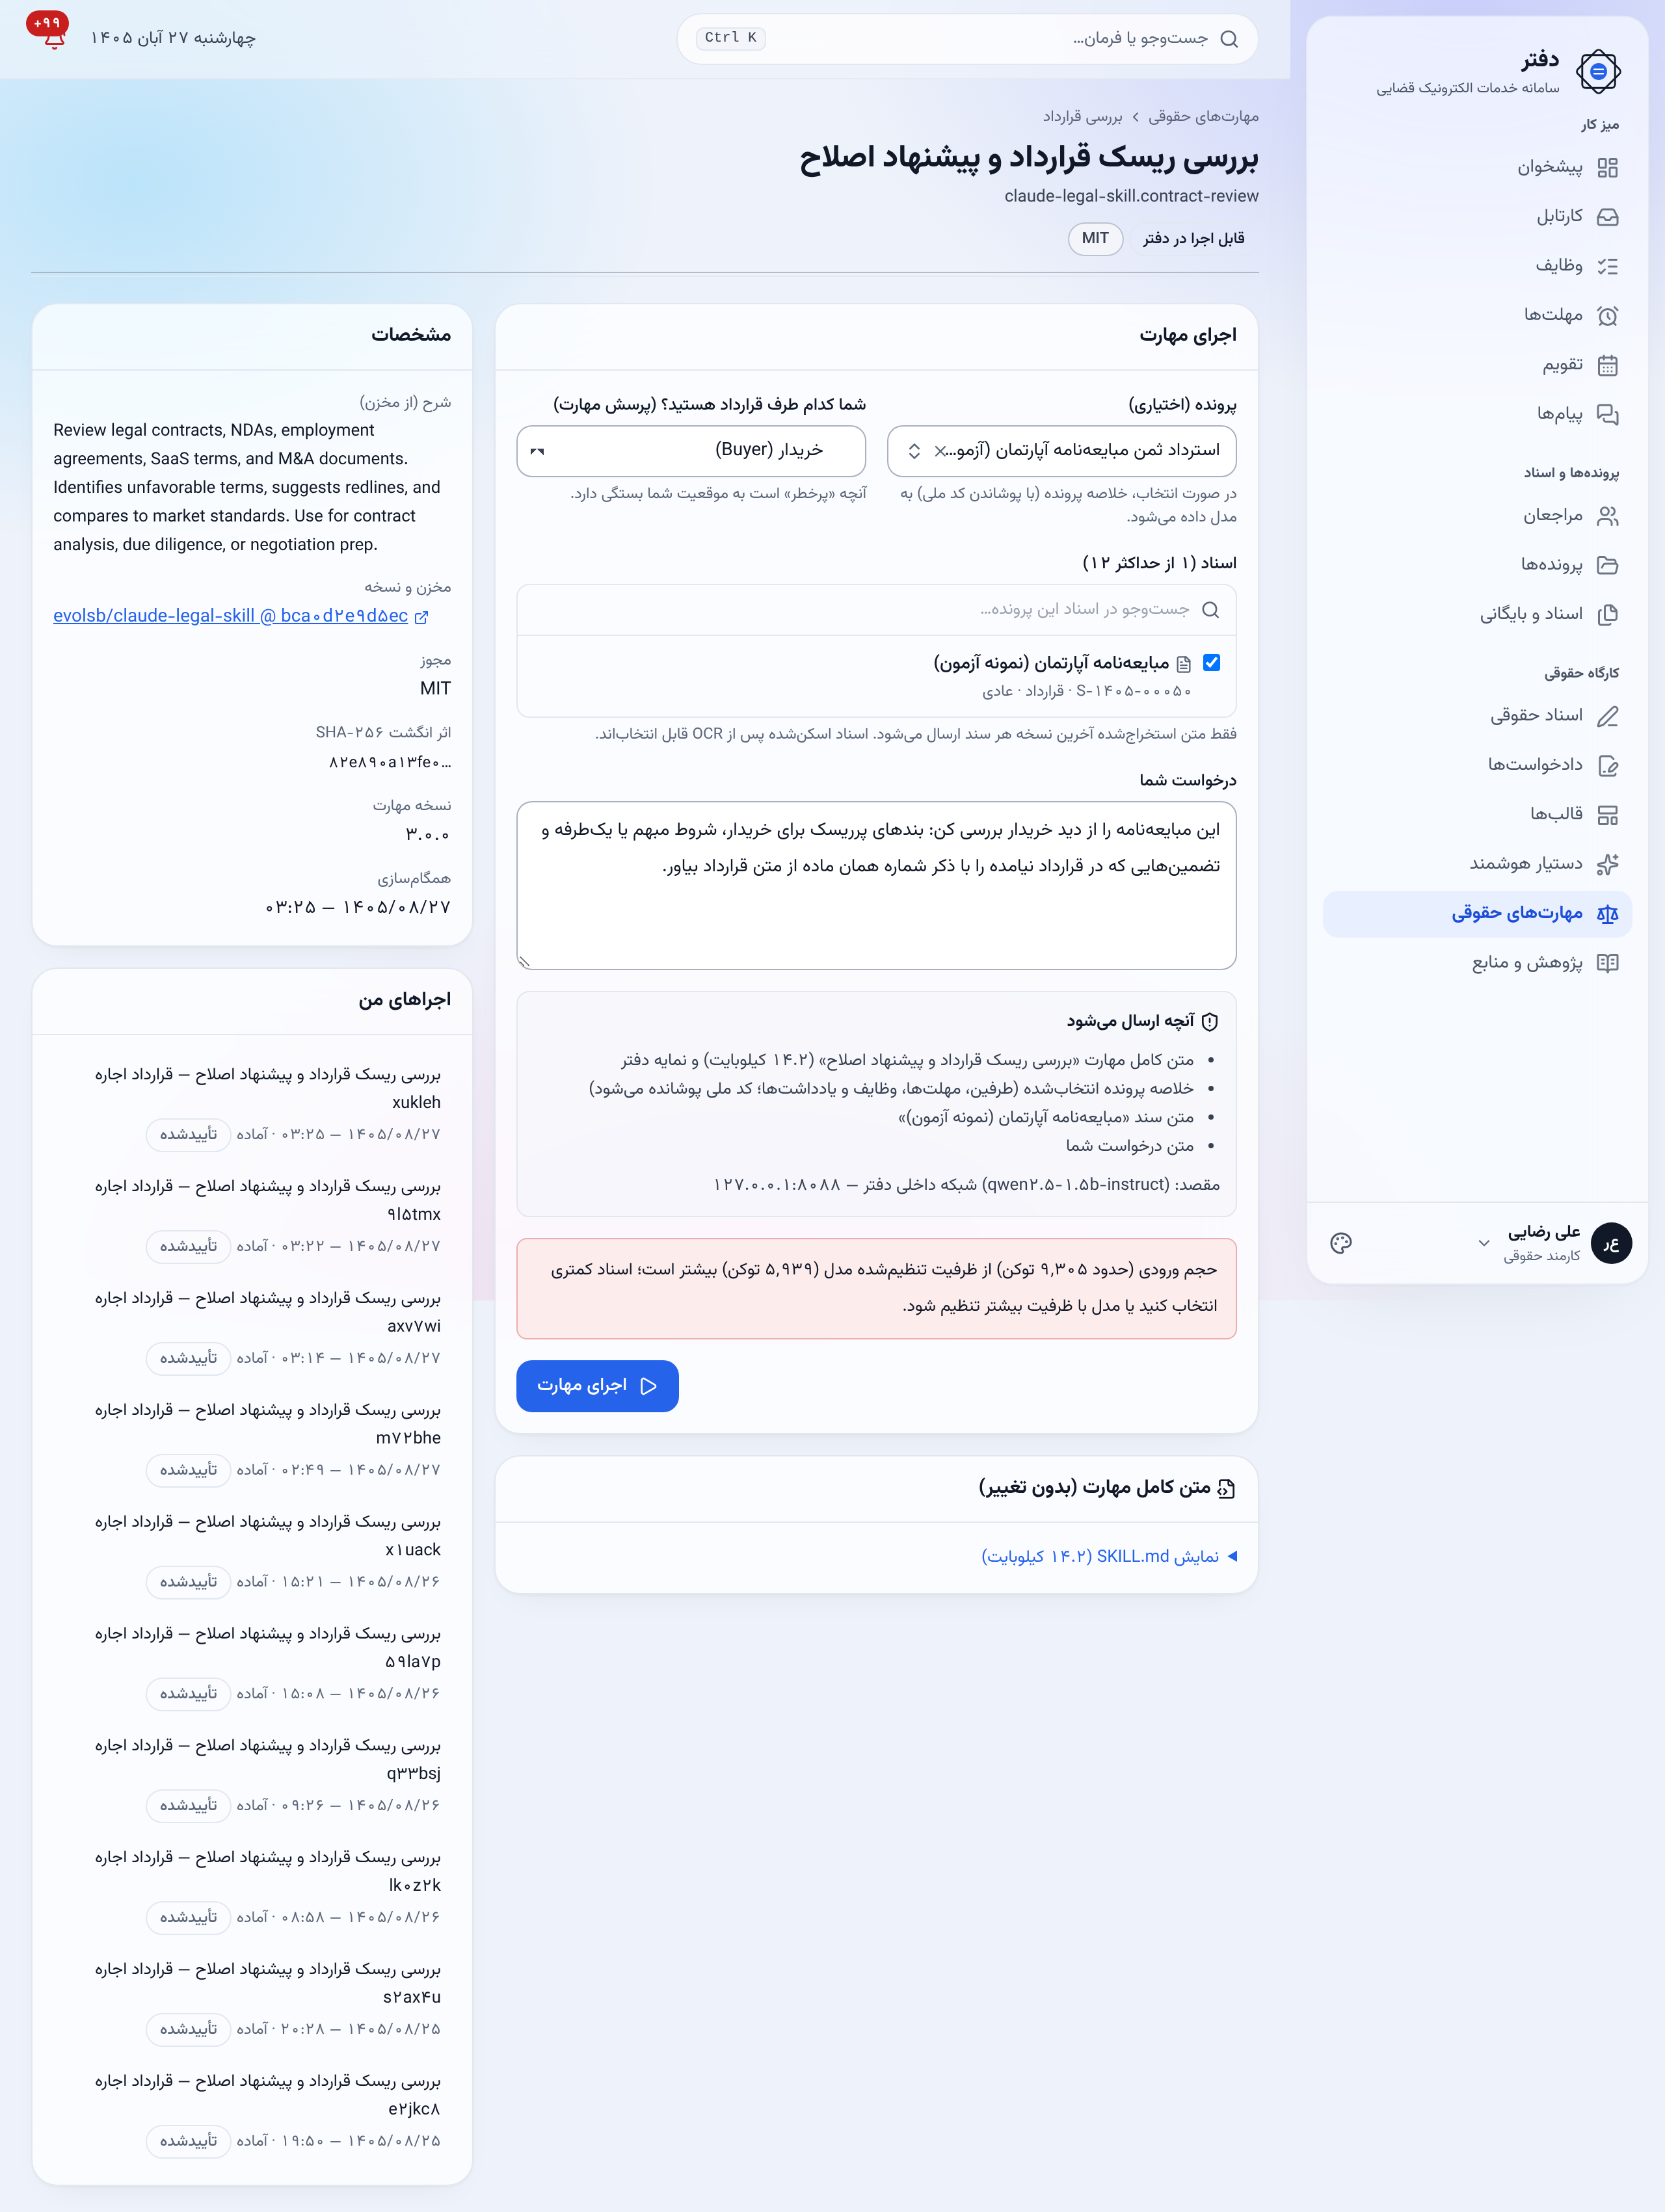 دفتر
سامانه خدمات الکترونیک قضایی
میز کار
پیشخوان
کارتابل
وظایف
مهلت‌ها
تقویم
پیام‌ها
پرونده‌ها و اسناد
مراجعان
پرونده‌ها
اسناد و بایگانی
کارگاه حقوقی
اسناد حقوقی
دادخواست‌ها
قالب‌ها
دستیار هوشمند
مهارت‌های حقوقی
پژوهش و منابع
ع‌ر
علی رضایی
کارمند حقوقی
جست‌وجو یا فرمان…
Ctrl K
چهارشنبه ۲۷ آبان ۱۴۰۵
۹۹+
مهارت‌های حقوقی
بررسی قرارداد
بررسی ریسک قرارداد و پیشنهاد اصلاح
claude-legal-skill.contract-review
قابل اجرا در دفتر
MIT
اجرای مهارت
پرونده (اختیاری)
استرداد ثمن مبایعه‌نامه آپارتمان (آزمو…
در صورت انتخاب، خلاصه پرونده (با پوشاندن کد ملی) به
مدل داده می‌شود.
شما کدام طرف قرارداد هستید؟ (پرسش مهارت)
خریدار (Buyer)
آنچه «پرخطر» است به موقعیت شما بستگی دارد.
اسناد (۱ از حداکثر ۱۲)
جست‌وجو در اسناد این پرونده…
مبایعه‌نامه آپارتمان (نمونه آزمون)
S-۱۴۰۵-۰۰۰۵۰ · قرارداد · عادی
فقط متن استخراج‌شده آخرین نسخه هر سند ارسال می‌شود. اسناد اسکن‌شده پس از OCR قابل انتخاب‌اند.
درخواست شما
این مبایعه‌نامه را از دید خریدار بررسی کن: بندهای پرریسک برای خریدار، شروط مبهم یا یک‌طرفه و
تضمین‌هایی که در قرارداد نیامده را با ذکر شماره همان ماده از متن قرارداد بیاور.
آنچه ارسال می‌شود
متن کامل مهارت «بررسی ریسک قرارداد و پیشنهاد اصلاح» (۱۴.۲ کیلوبایت) و نمایه دفتر
خلاصه پرونده انتخاب‌شده (طرفین، مهلت‌ها، وظایف و یادداشت‌ها؛ کد ملی پوشانده می‌شود)
متن سند «مبایعه‌نامه آپارتمان (نمونه آزمون)»
متن درخواست شما
مقصد: (qwen۲.۵-۱.۵b-instruct) شبکه داخلی دفتر — ۱۲۷.۰.۰.۱:۸۰۸۸
حجم ورودی (حدود ۹٬۳۰۵ توکن) از ظرفیت تنظیم‌شده مدل (۵٬۹۳۹ توکن) بیشتر است؛ اسناد کمتری
انتخاب کنید یا مدل با ظرفیت بیشتر تنظیم شود.
اجرای مهارت
متن کامل مهارت (بدون تغییر)
نمایش SKILL.md (۱۴.۲ کیلوبایت)
مشخصات
شرح (از مخزن)
Review legal contracts, NDAs, employment
agreements, SaaS terms, and M&A documents.
Identifies unfavorable terms, suggests redlines, and
compares to market standards. Use for contract
analysis, due diligence, or negotiation prep.
مخزن و نسخه
evolsb/claude-legal-skill @ bca۰d۲e۹d۵ec
مجوز
MIT
اثر انگشت SHA-۲۵۶
۸۲e۸۹۰a۱۳fe۰…
نسخه مهارت
۳.۰.۰
همگام‌سازی
۱۴۰۵/۰۸/۲۷ — ۰۳:۲۵
اجراهای من
بررسی ریسک قرارداد و پیشنهاد اصلاح — قرارداد اجاره
xukleh
۱۴۰۵/۰۸/۲۷ — ۰۳:۲۵ · آماده تأییدشده
بررسی ریسک قرارداد و پیشنهاد اصلاح — قرارداد اجاره
۹l۵tmx
۱۴۰۵/۰۸/۲۷ — ۰۳:۲۲ · آماده تأییدشده
بررسی ریسک قرارداد و پیشنهاد اصلاح — قرارداد اجاره
axv۷wi
۱۴۰۵/۰۸/۲۷ — ۰۳:۱۴ · آماده تأییدشده
بررسی ریسک قرارداد و پیشنهاد اصلاح — قرارداد اجاره
m۷۲bhe
۱۴۰۵/۰۸/۲۷ — ۰۲:۴۹ · آماده تأییدشده
بررسی ریسک قرارداد و پیشنهاد اصلاح — قرارداد اجاره
x۱uack
۱۴۰۵/۰۸/۲۶ — ۱۵:۲۱ · آماده تأییدشده
بررسی ریسک قرارداد و پیشنهاد اصلاح — قرارداد اجاره
۵۹la۷p
۱۴۰۵/۰۸/۲۶ — ۱۵:۰۸ · آماده تأییدشده
بررسی ریسک قرارداد و پیشنهاد اصلاح — قرارداد اجاره
q۳۳bsj
۱۴۰۵/۰۸/۲۶ — ۰۹:۲۶ · آماده تأییدشده
بررسی ریسک قرارداد و پیشنهاد اصلاح — قرارداد اجاره
lk۰z۲k
۱۴۰۵/۰۸/۲۶ — ۰۸:۵۸ · آماده تأییدشده
بررسی ریسک قرارداد و پیشنهاد اصلاح — قرارداد اجاره
s۲ax۴u
۱۴۰۵/۰۸/۲۵ — ۲۰:۲۸ · آماده تأییدشده
بررسی ریسک قرارداد و پیشنهاد اصلاح — قرارداد اجاره
e۲jkc۸
۱۴۰۵/۰۸/۲۵ — ۱۹:۵۰ · آماده تأییدشده